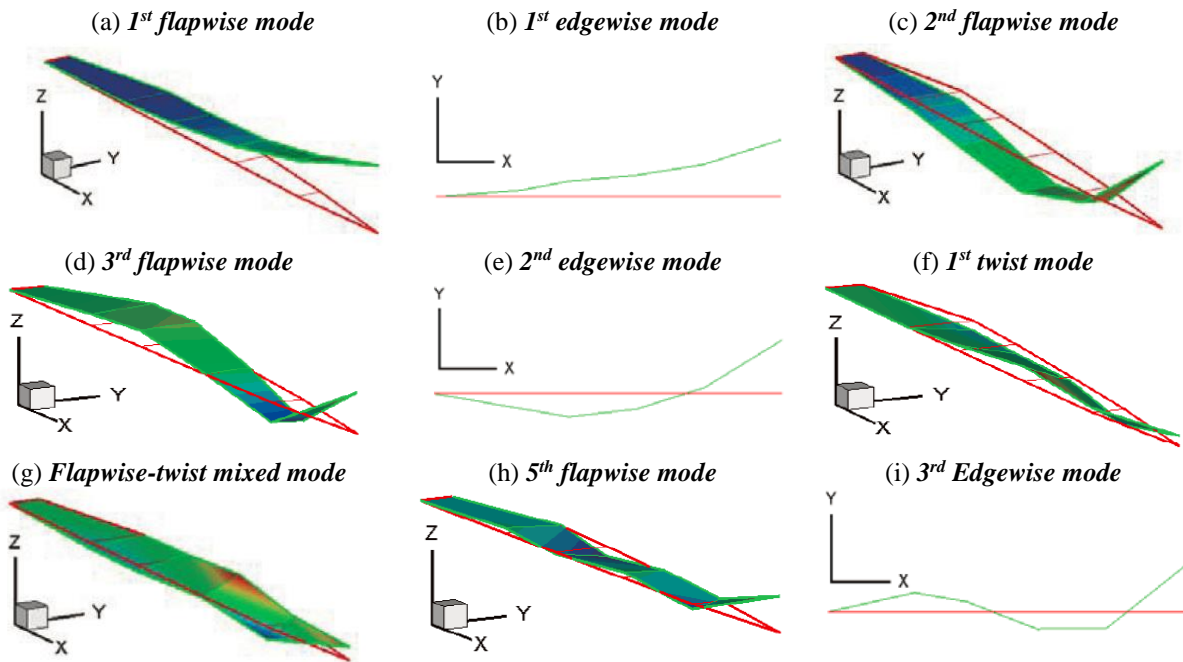 (a) 1st flapwise mode
(b) 1st edgewise mode
(c) 2nd flapwise mode
Z
Y
X
Y
X
Z
Y
X
(d) 3rd flapwise mode
(e) 2nd edgewise mode
(f) 1st twist mode
Z
Y
X
Y
X
Z
Y
X
(g) Flapwise-twist mixed mode
(h) 5th flapwise mode
(i) 3rd Edgewise mode
Z
Y
X
Z
Y
X
Y
X